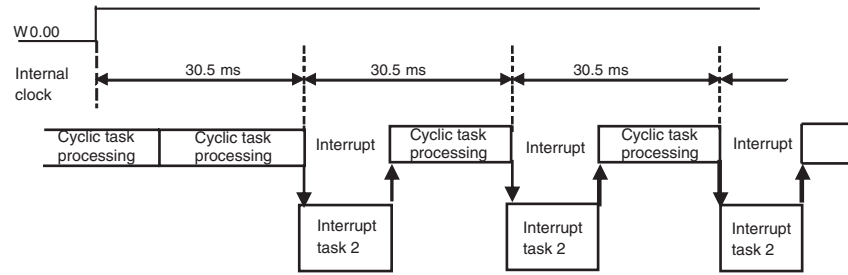 W0.00
Internal
clock
30.5 ms
30.5 ms
30.5 ms
Cyclic task
processing
Cyclic task
processing
Interrupt
Cyclic task
processing
Interrupt
Cyclic task
processing
Interrupt
Interrupt
task 2
Interrupt
task 2
Interrupt
task 2